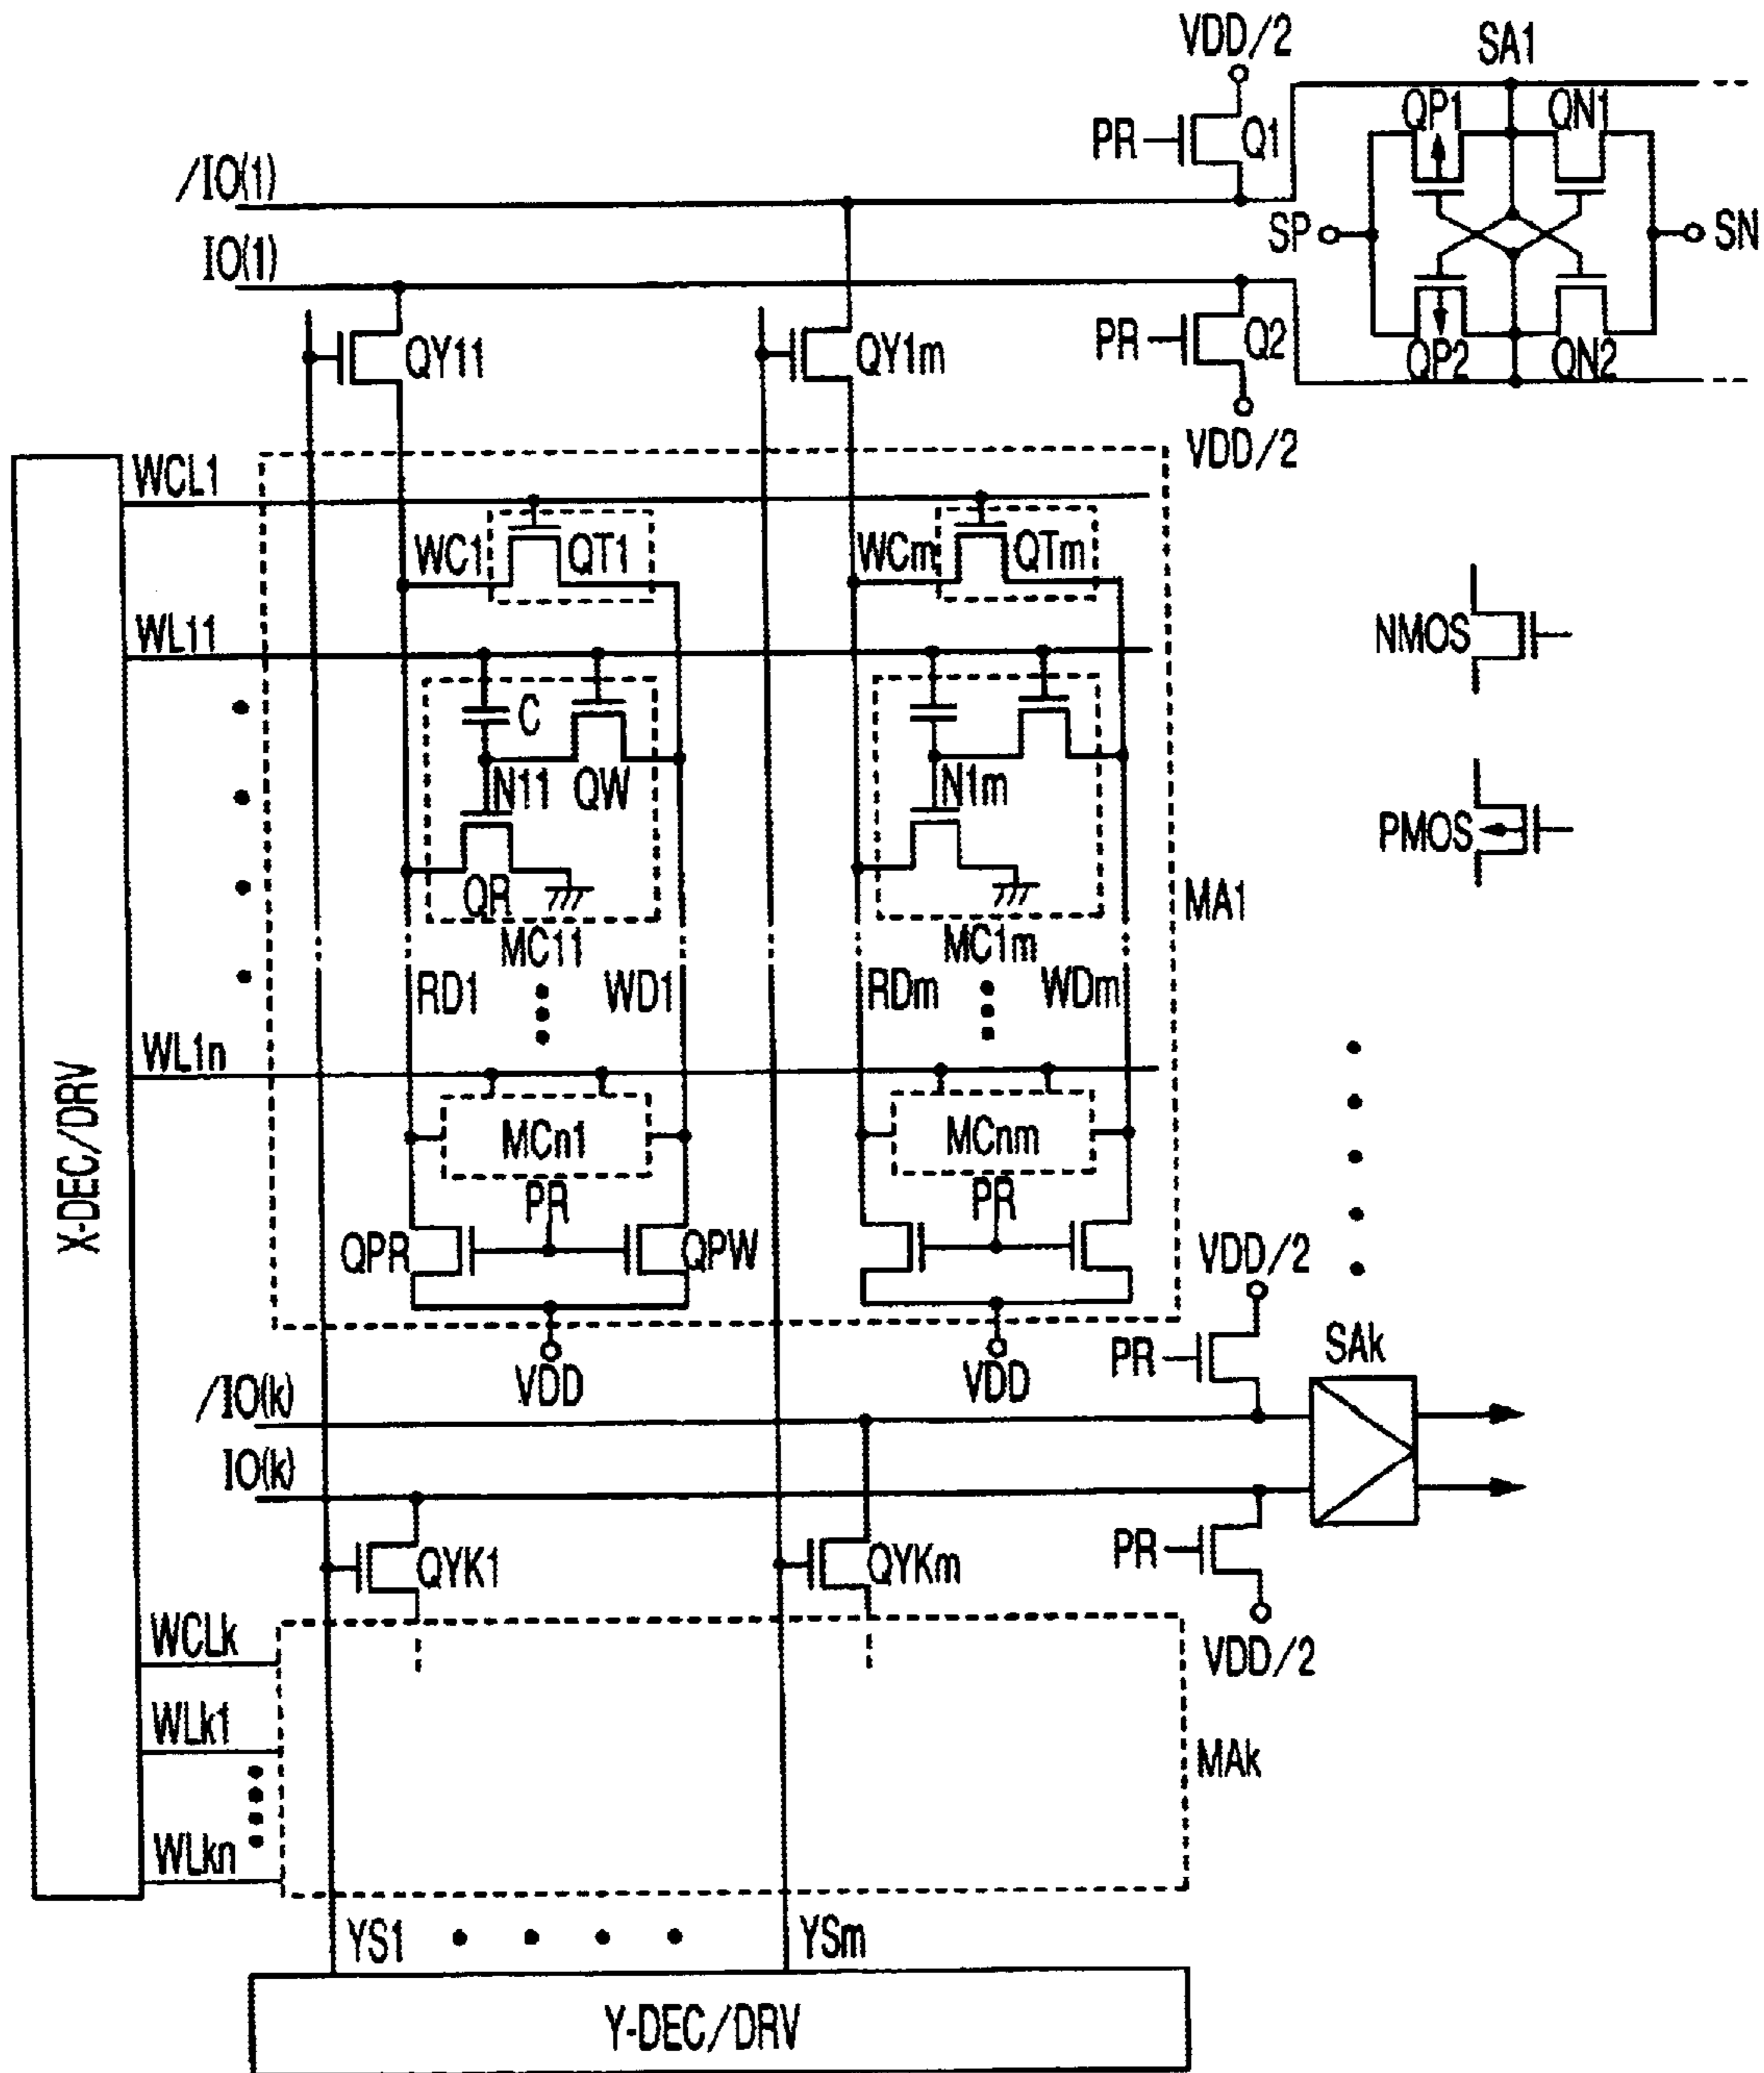 VDD/2
SA1
QP1
QN1
PR
Q1
/IO(1)
SP
SN
IO(1)
QY11
QY1m
PR
Q2
QP2
QN2
VDD/2
WCL1
WC1
QT1
WCm
QTm
WL11
NMOS
C
N11
QW
N1m
PMOS
QR
MA1
MC11
MC1m
RD1
WD1
RDm
WDm
WL1n
X-DEC/DRV
MCn1
MCnm
PR
PR
QPR
QPW
VDD/2
SAk
PR
VDD
VDD
/IO(k)
IO(k)
QYK1
QYKm
PR
WCLk
VDD/2
WLk1
MAk
WLkn
YS1
YSm
Y-DEC/DRV